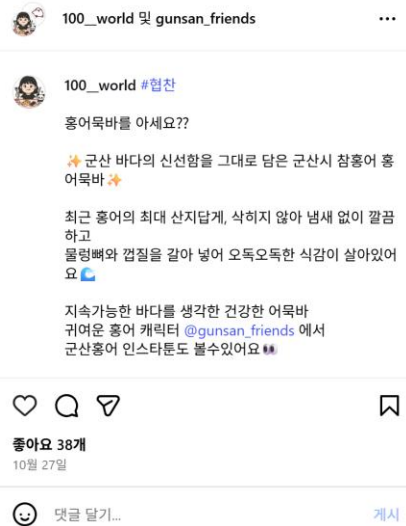 100__world 및 gunsan_friends
100__world #협찬
홍어묵바를 아세요??
✨군산 바다의 신선함을 그대로 담은 군산시 참홍어 홍
어묵바✨
최근 홍어의 최대 산지답게, 삭히지 않아 냄새 없이 깔끔
하고
물렁뼈와 껍질을 갈아 넣어 오독오독한 식감이 살아있어
요🌊
지속가능한 바다를 생각한 건강한 어묵바
귀여운 홍어 캐릭터 @gunsan_friends 에서
군산홍어 인스타툰도 볼수있어요👀
좋아요 38개
10월 27일
댓글 달기...
게시